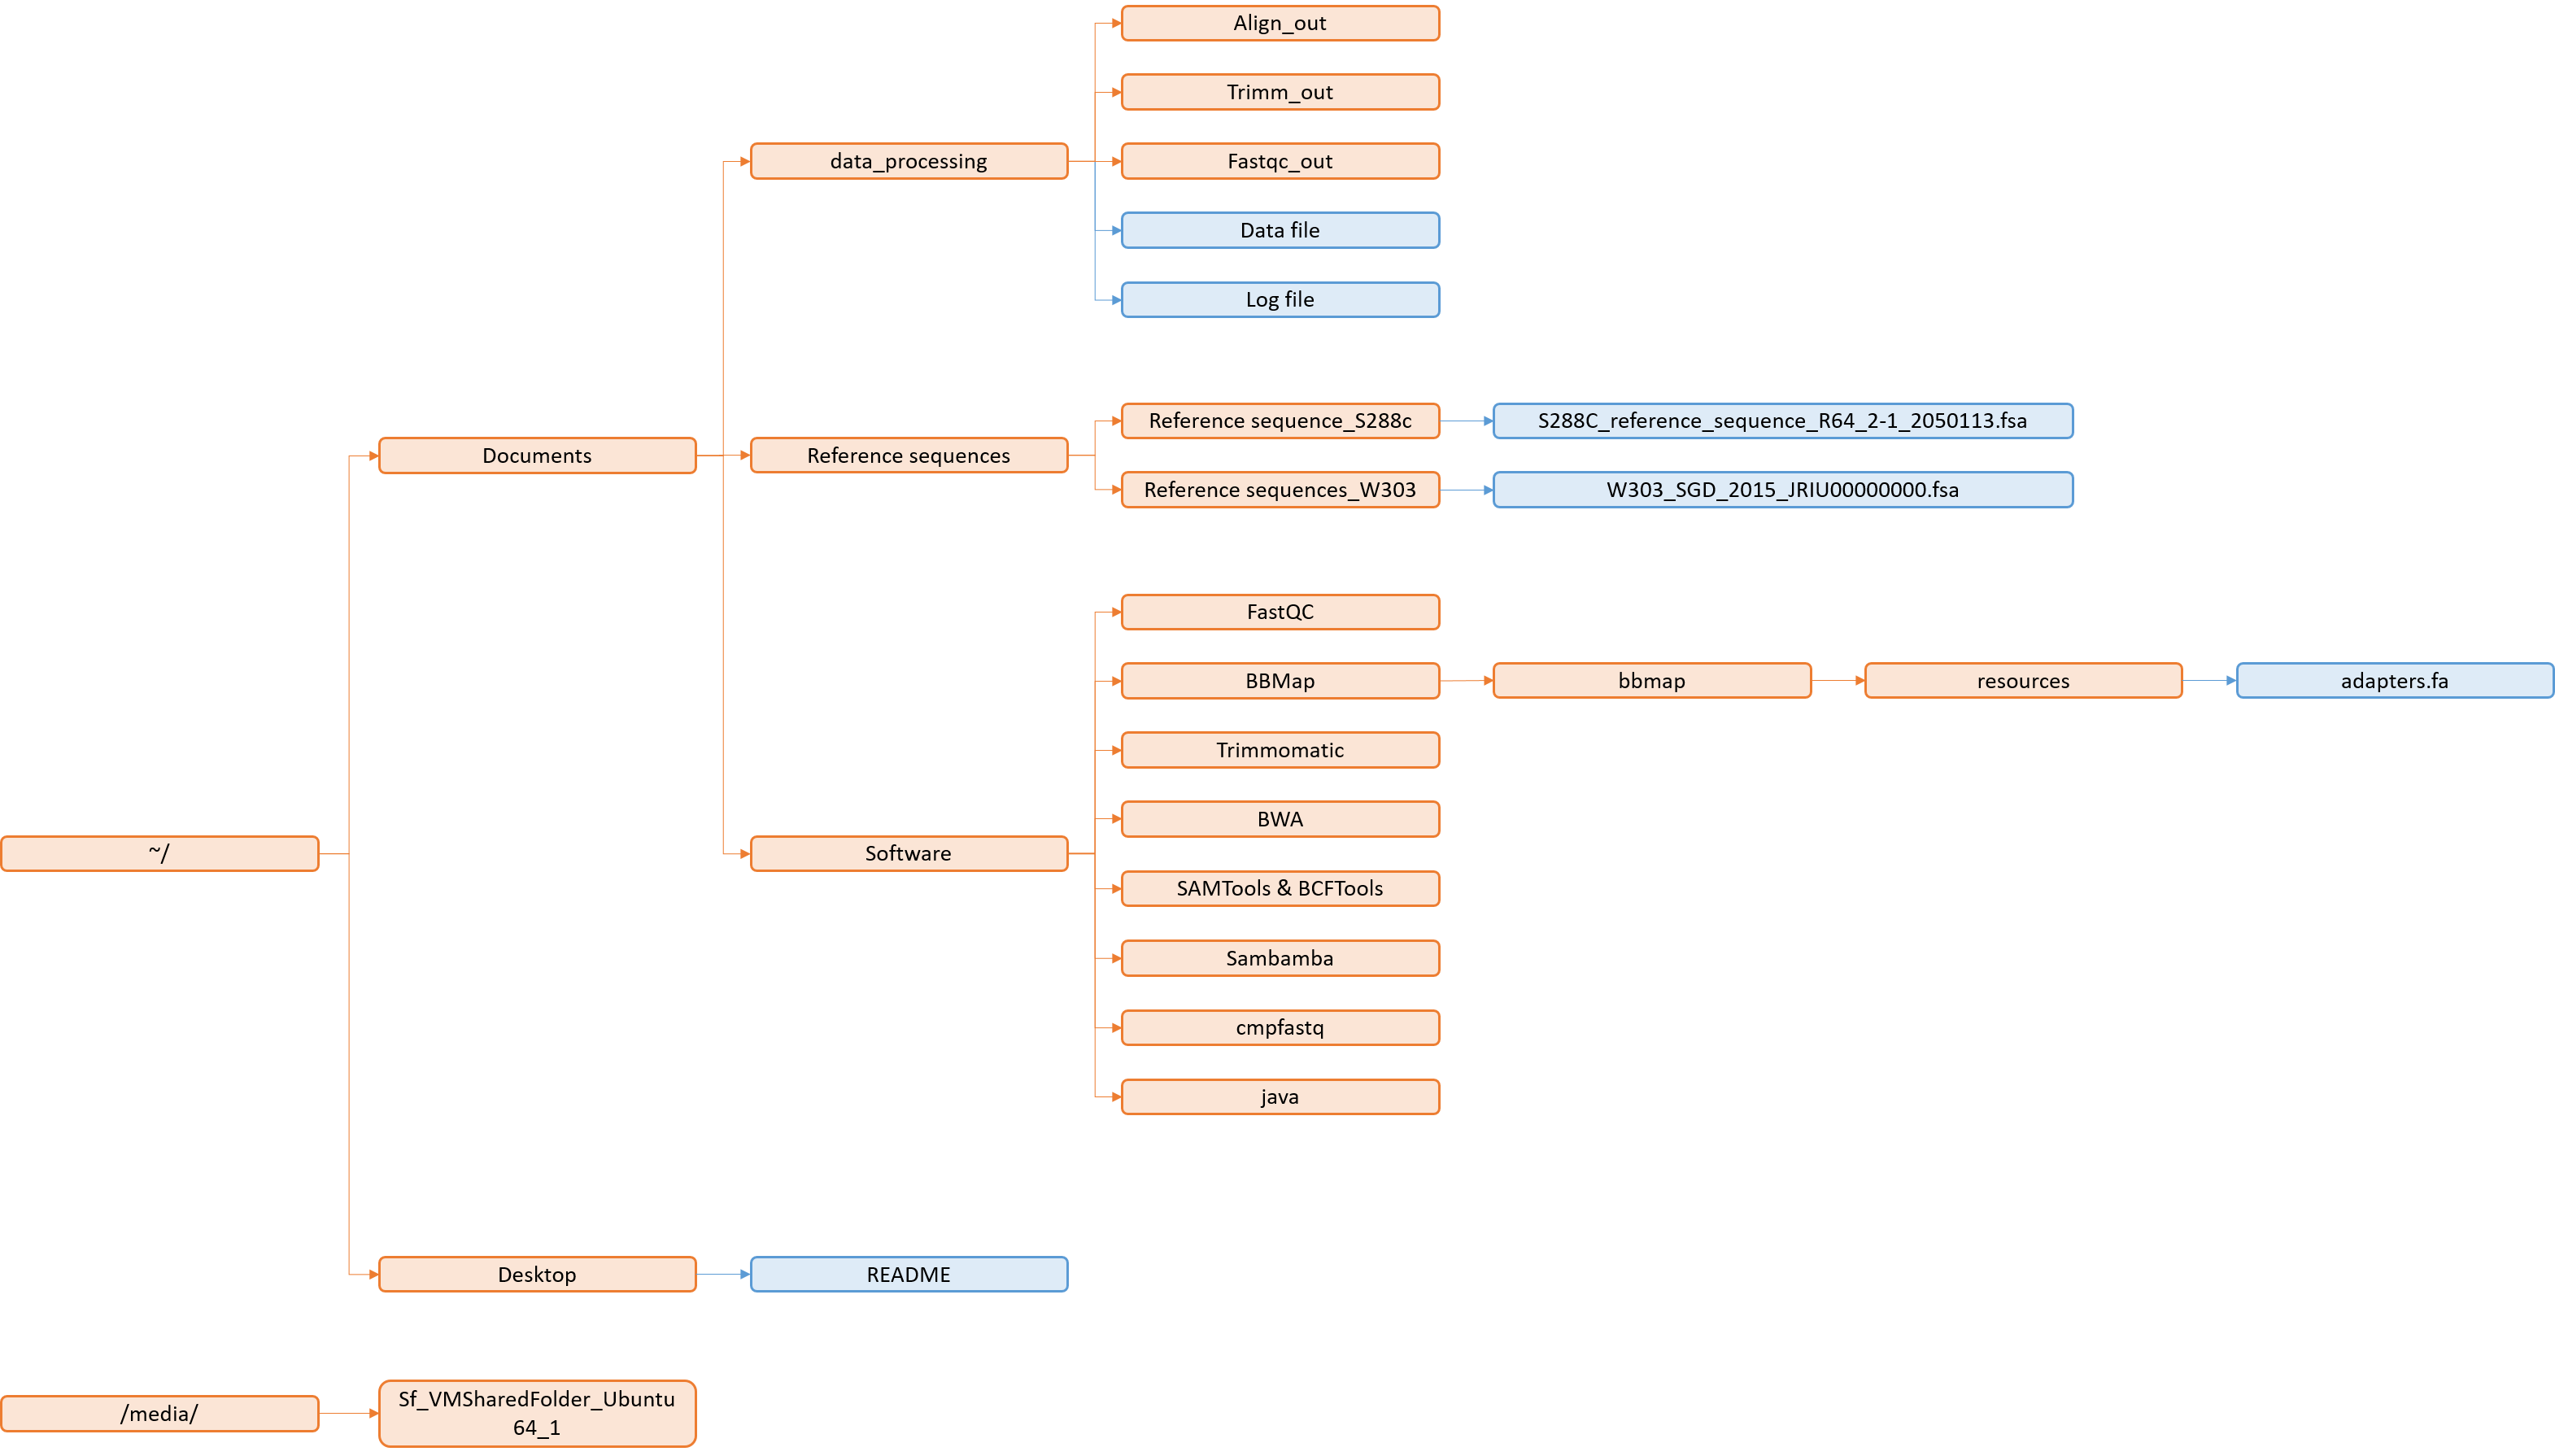 Align_out
Trimm_out
data_processing
Fastqc_out
Data file
Log file
Documents
Reference sequences
Reference sequence_S288c
S288C_reference_sequence_R64_2-1_2050113.fsa
Reference sequences_W303
W303_SGD_2015_JRIU00000000.fsa
FastQC
BBMap
bbmap
resources
adapters.fa
Trimmomatic
BWA
~/
Software
SAMTools & BCFTools
Sambamba
cmpfastq
java
Desktop
README
/media/
Sf_VMSharedFolder_Ubuntu
64_1